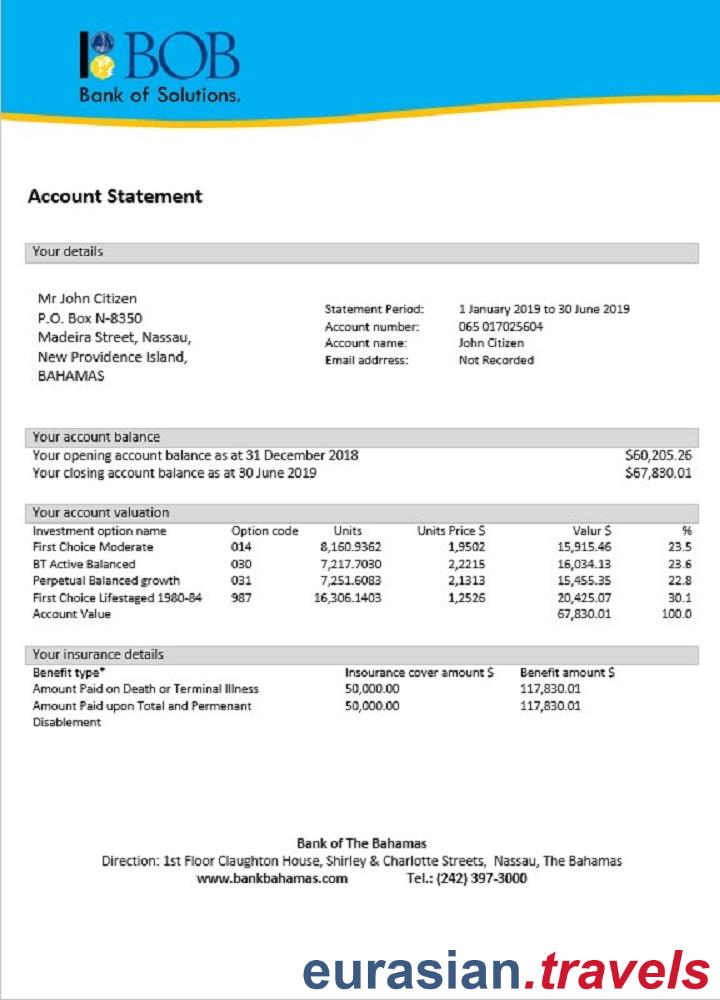 BOB
Bank of Solutions.
Account Statement
Your details
Mr John Citizen
P.O. Box N-8350
Madeira Street, Nassau,
New Providence Island,
BAHAMAS
Statement Period: 1 January 2019 to 30 June 2019
Account number: 065 017025604
Account name: John Citizen
Email addrress: Not Recorded
Your account balance
Your opening account balance as at 31 December 2018 $60,205.26
Your closing account balance as at 30 June 2019 $67,830.01
Your account valuation
Investment option name Option code Units Units Price $ Valur $ %
First Choice Moderate 014 8,160.9362 1,9502 15,915.46 23.5
BT Active Balanced 030 7,217.7030 2,2215 16,034.13 23.6
Perpetual Balanced growth 031 7,251.6083 2,1313 15,455.35 22.8
First Choice Lifestaged 1980-84 987 16,306.1403 1,2526 20,425.07 30.1
Account Value 67,830.01 100.0
Your insurance details
Benefit type* Insourance cover amount $ Benefit amount $
Amount Paid on Death or Terminal Illness 50,000.00 117,830.01
Amount Paid upon Total and Permenant 50,000.00 117,830.01
Disablement
Bank of The Bahamas
Direction: 1st Floor Claughton House, Shirley & Charlotte Streets, Nassau, The Bahamas
www.bankbahamas.com Tel.: (242) 397-3000
eurasian.travels